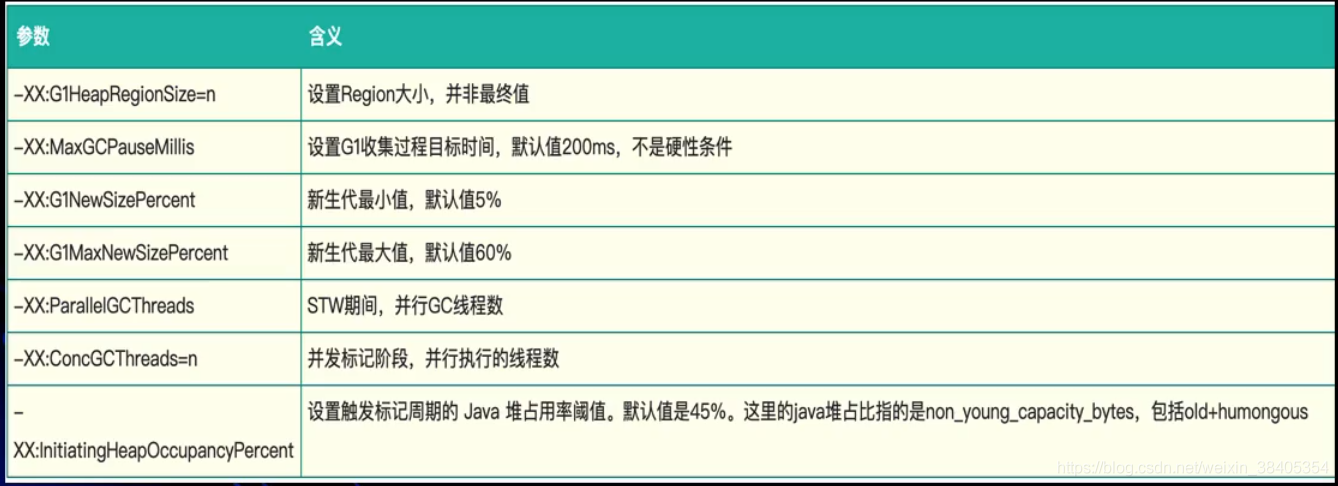 参数 含义
-XX:G1HeapRegionSize=n 设置Region大小，并非最终值
-XX:MaxGCPauseMillis 设置G1收集过程目标时间，默认值200ms，不是硬性条件
-XX:G1NewSizePercent 新生代最小值，默认值5%
-XX:G1MaxNewSizePercent 新生代最大值，默认值60%
-XX:ParallelGCThreads STW期间，并行GC线程数
-XX:ConcGCThreads=n 并发标记阶段，并行执行的线程数
- 设置触发标记周期的 Java 堆占用率阈值。默认值是45%。这里的java堆占比指的是non_young_capacity_bytes，包括old+humongous
XX:InitiatingHeapOccupancyPercent
https://blog.csdn.net/weixin_38405354